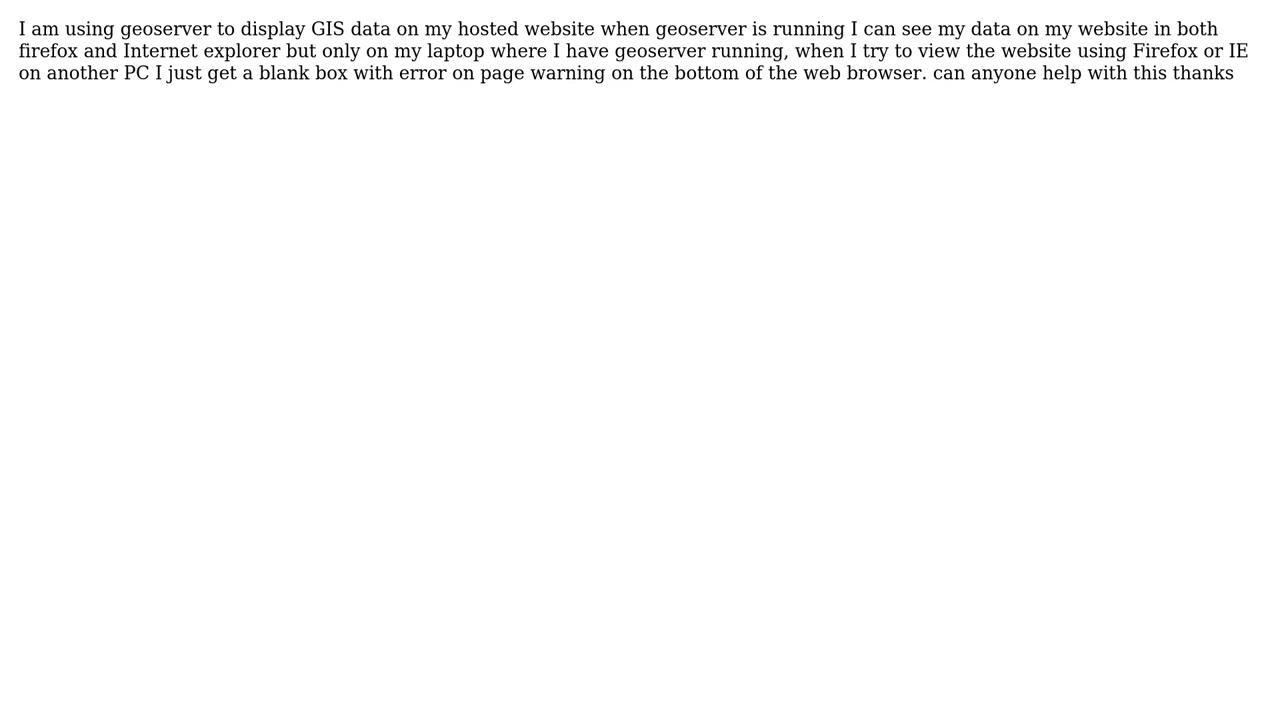 I am using geoserver to display GIS data on my hosted website when geoserver is running I can see my data on my website in both
firefox and Internet explorer but only on my laptop where I have geoserver running, when I try to view the website using Firefox or IE
on another PC I just get a blank box with error on page warning on the bottom of the web browser. can anyone help with this thanks